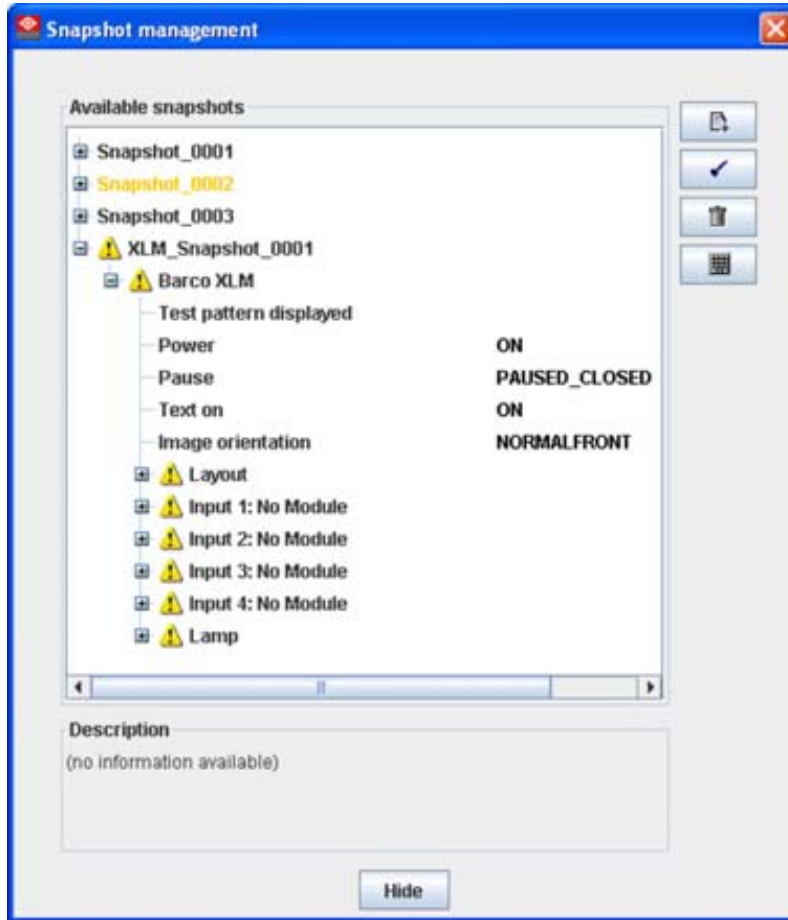 Snapshot management
Available snapshots
Snapshot_0001
Snapshot_0002
Snapshot_0003
XLM_Snapshot_0001
Barco XLM
Test pattern displayed
Power ON
Pause PAUSED_CLOSED
Text on ON
Image orientation NORMALFRONT
Layout
Input 1: No Module
Input 2: No Module
Input 3: No Module
Input 4: No Module
Lamp
Description
(no information available)
Hide